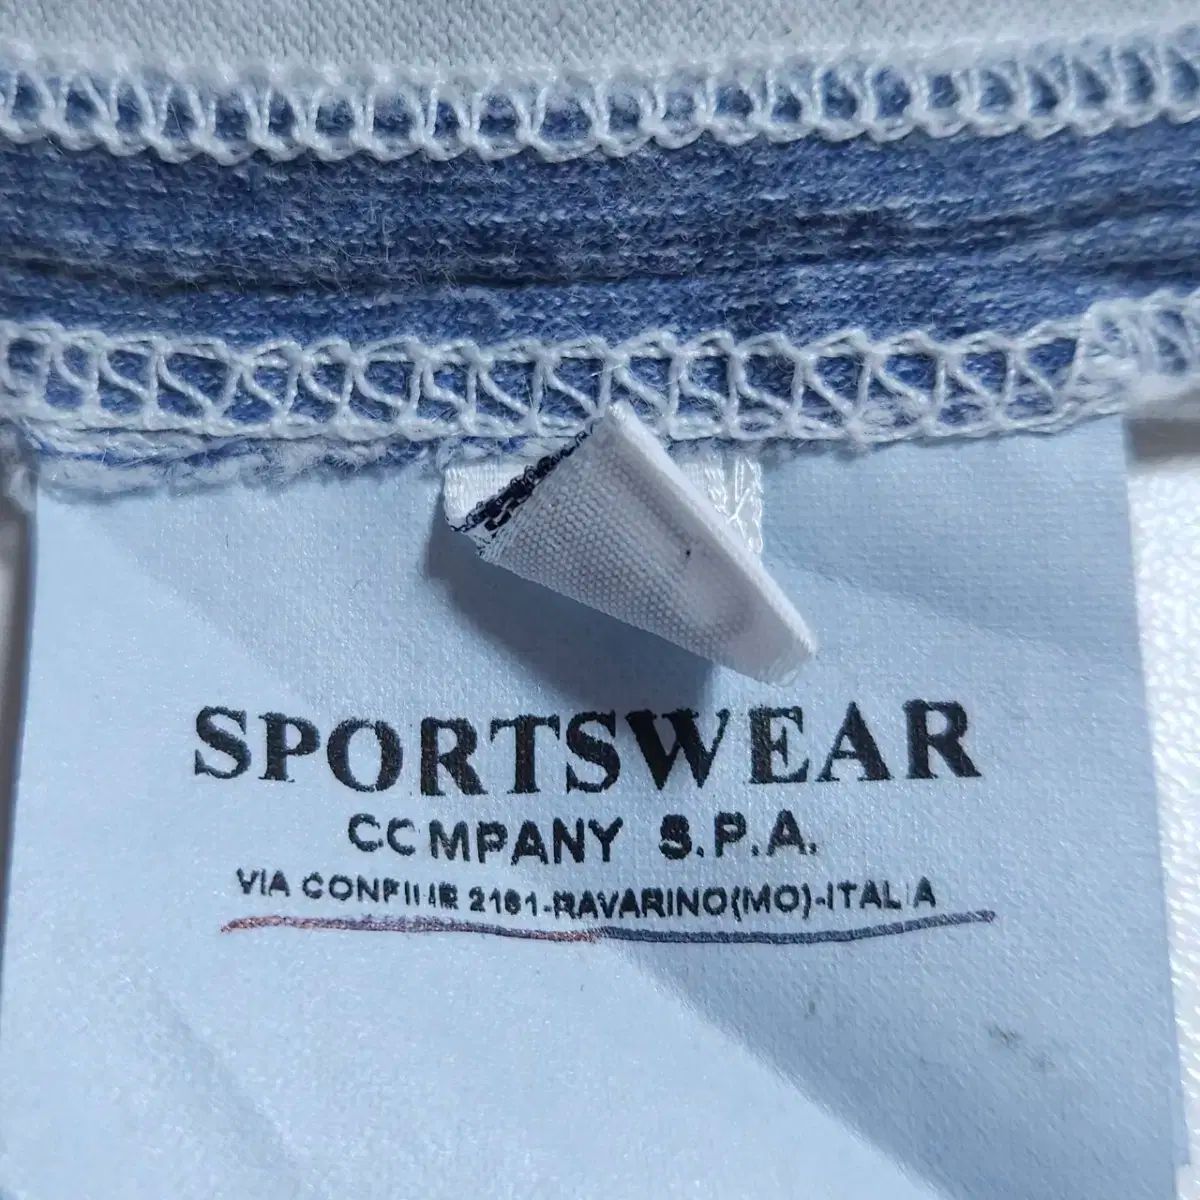 SPORTSWEAR
COMPANY S.P.A.
VIA CONFINE 2161-RAVARINO(MO)-ITALIA